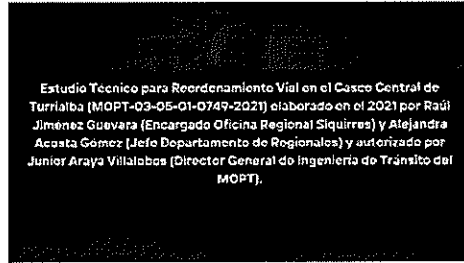 Estudio Técnico para Reordenamiento Vial en el Casco Central de
Turrialba (MOPT-03-05-01-0749-2021) elaborado en el 2021 por Raúl
Jiménez Guevara (Encargado Oficina Regional Siquirres) y Alejandra
Acosta Gómez (Jefe Departamento de Regionales) y autorizado por
Junior Araya Villalobos (Director General de Ingeniería de Tránsito del
MOPT).